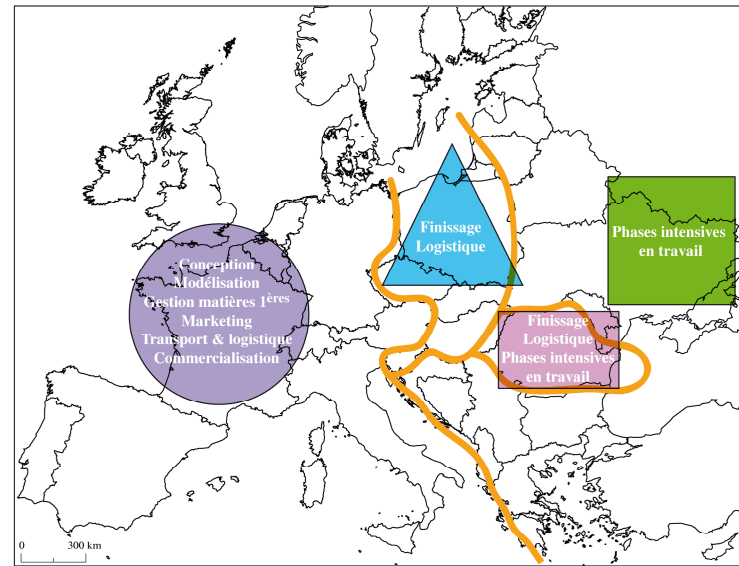 Conception
Modélisation
Gestion matières 1ères
Marketing
Transport & logistique
Commercialisation
Finissage
Logistique
Phases intensives
en travail
Finissage
Logistique
Phases intensives
en travail
0 300 km